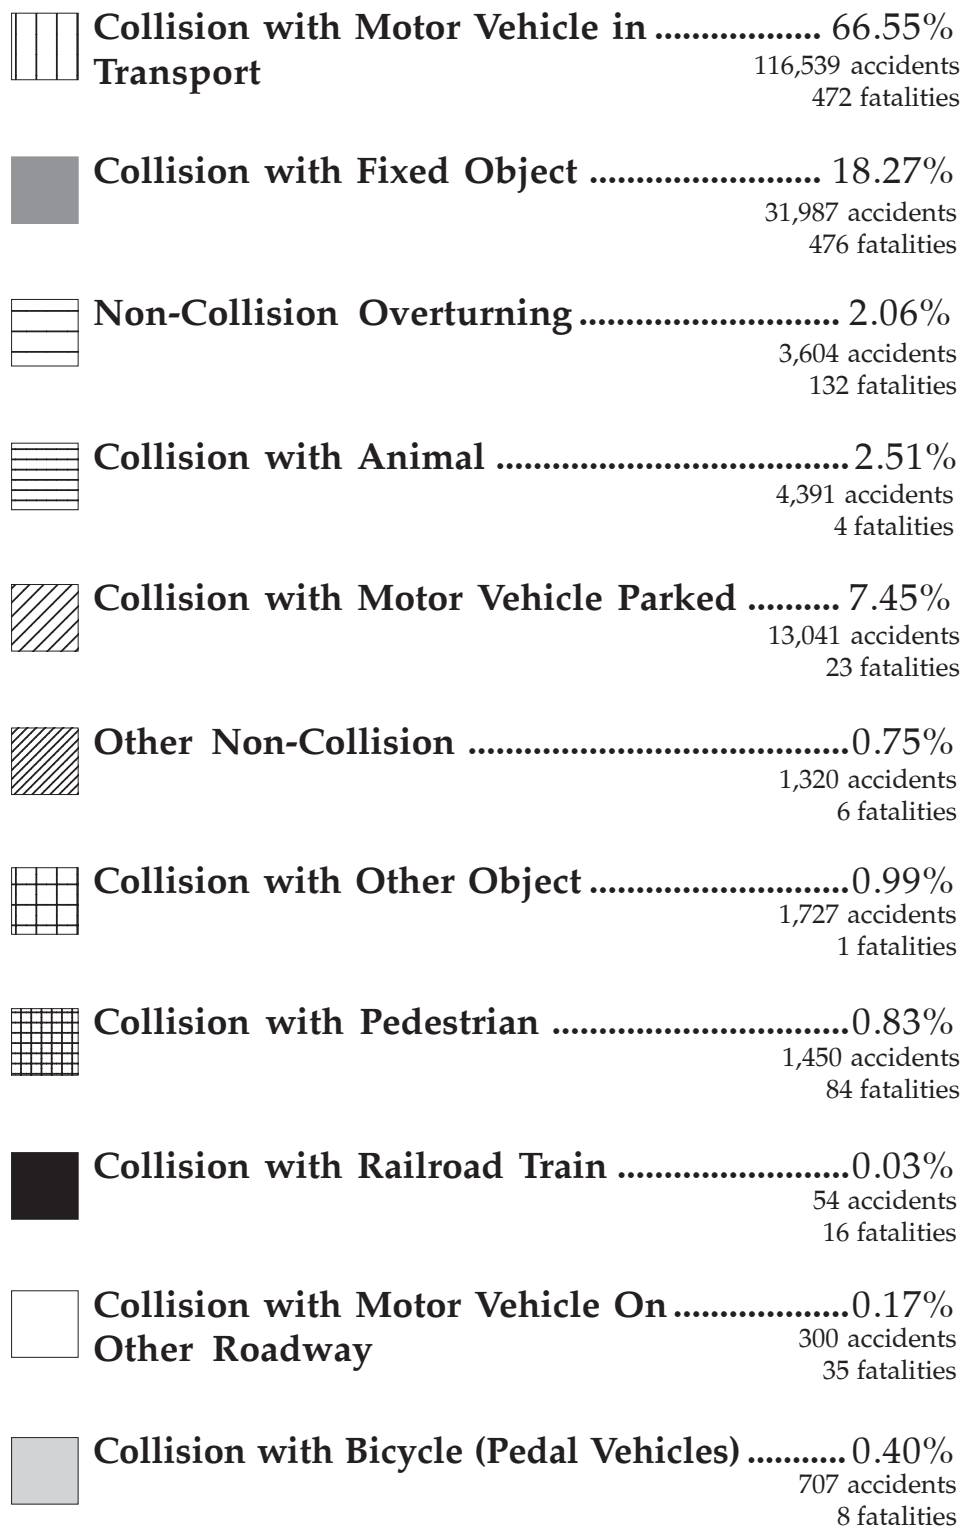 Collision with Motor Vehicle in .................. 66.55%
Transport
116,539 accidents
472 fatalities
Collision with Fixed Object ......................... 18.27%
31,987 accidents
476 fatalities
Non-Collision Overturning ............................ 2.06%
3,604 accidents
132 fatalities
Collision with Animal ...................................... 2.51%
4,391 accidents
4 fatalities
Collision with Motor Vehicle Parked .......... 7.45%
13,041 accidents
23 fatalities
Other Non-Collision ......................................... 0.75%
1,320 accidents
6 fatalities
Collision with Other Object ............................ 0.99%
1,727 accidents
1 fatalities
Collision with Pedestrian ................................ 0.83%
1,450 accidents
84 fatalities
Collision with Railroad Train ......................... 0.03%
54 accidents
16 fatalities
Collision with Motor Vehicle On ................... 0.17%
Other Roadway
300 accidents
35 fatalities
Collision with Bicycle (Pedal Vehicles) ........... 0.40%
707 accidents
8 fatalities